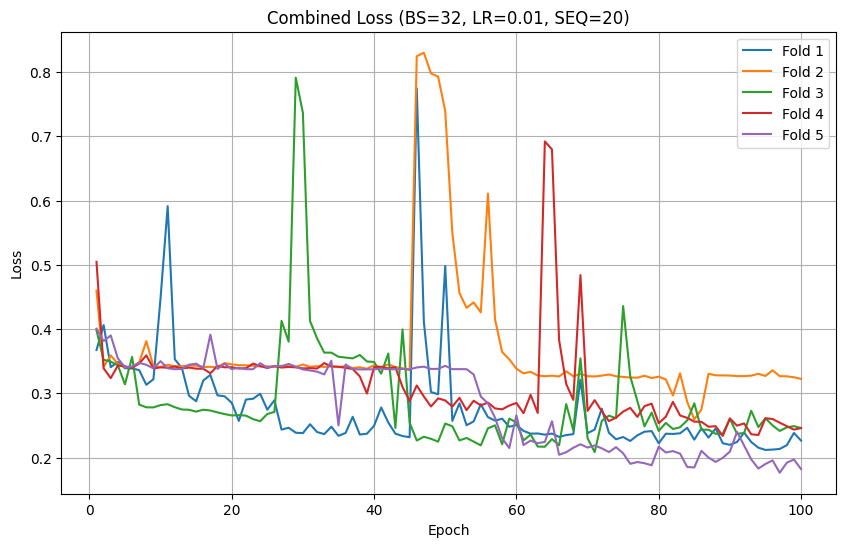 Combined Loss (BS=32, LR=0.01, SEQ=20)
Fold 1
Fold 2
Fold 3
Fold 4
Fold 5
Loss
0.8
0.7
0.6
0.5
0.4
0.3
0.2
0 20 40 60 80 100
Epoch